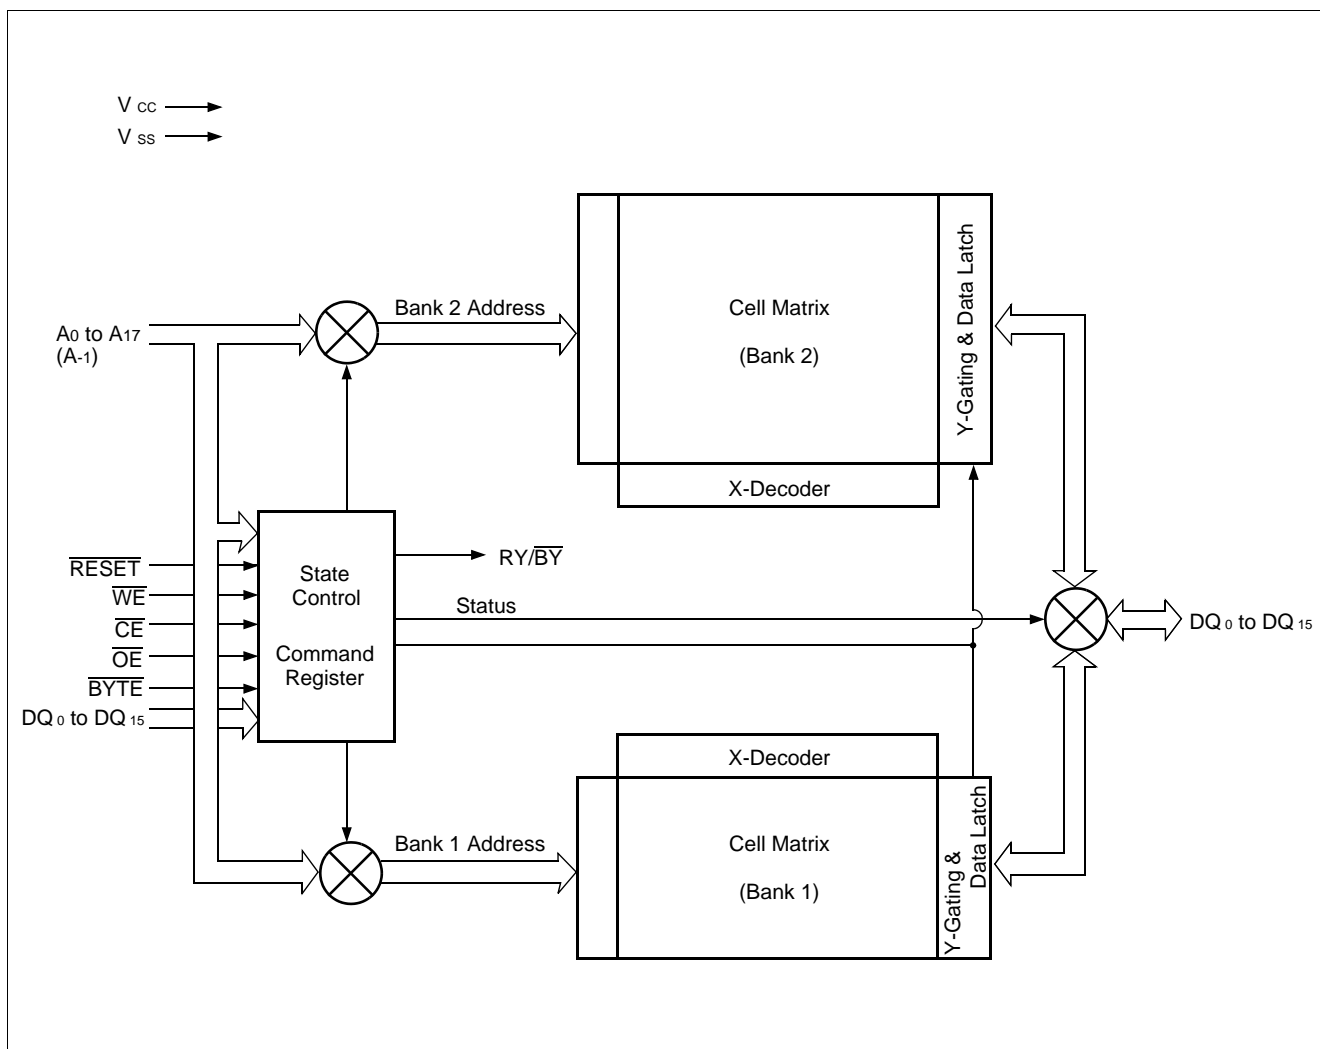 V CC
V SS
Bank 2 Address
A0 to A17
(A-1)
Cell Matrix
(Bank 2)
Y-Gating & Data Latch
X-Decoder
RESET
WE
CE
OE
BYTE
DQ 0 to DQ 15
State
Control
Command
Register
RY/BY
Status
DQ 0 to DQ 15
X-Decoder
Bank 1 Address
Cell Matrix
(Bank 1)
Y-Gating &
Data Latch